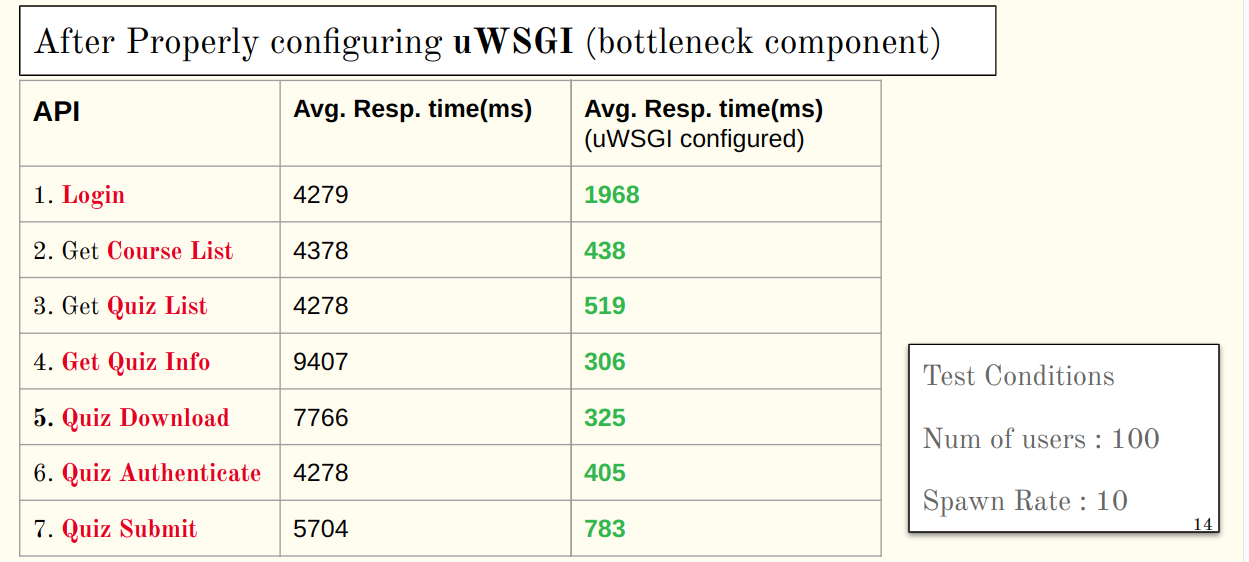 After Properly configuring uWSGI (bottleneck component)
API Avg. Resp. time(ms) Avg. Resp. time(ms)
(uWSGI configured)
1. Login 4279 1968
2. Get Course List 4378 438
3. Get Quiz List 4278 519
4. Get Quiz Info 9407 306
5. Quiz Download 7766 325
6. Quiz Authenticate 4278 405
7. Quiz Submit 5704 783
Test Conditions
Num of users : 100
Spawn Rate : 10
14